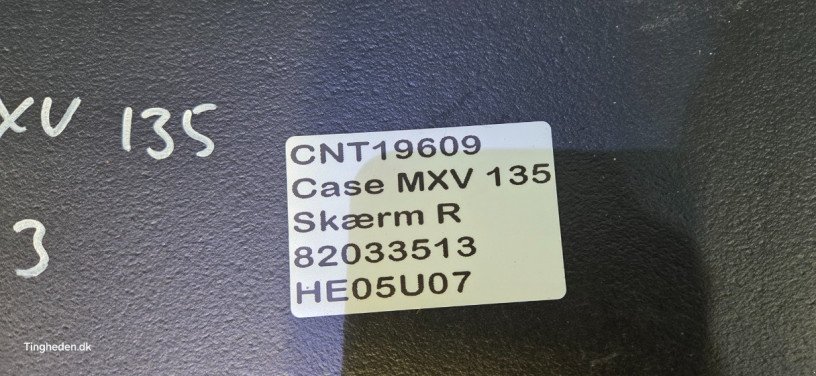 XV 135
3
CNT19609
Case MXV 135
Skærm R
82033513
HE05U07
Tingheden.dk